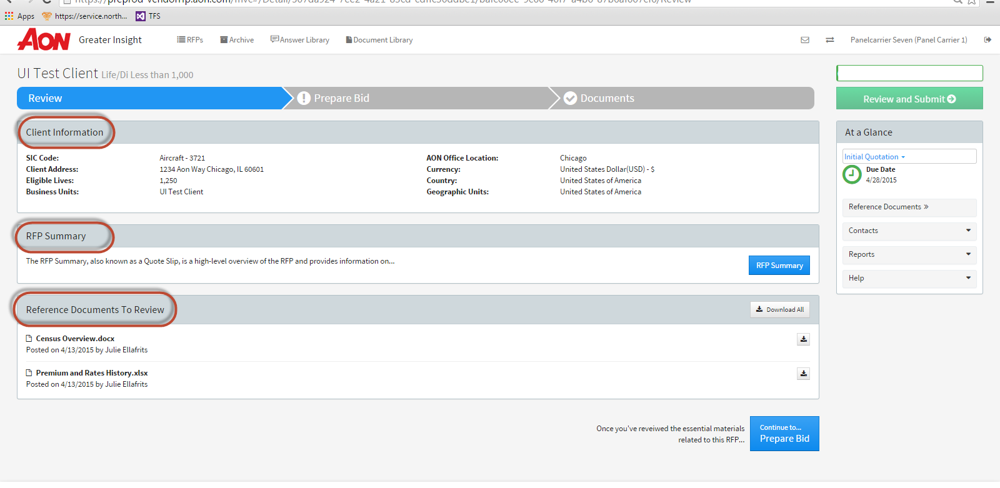 Apps https://service.north... TFS
AON Greater Insight RFPs Archive Answer Library Document Library Panelcarrier Seven (Panel Carrier 1)
UI Test Client Life/Di Less than 1,000
Review Prepare Bid Documents
Review and Submit
Client Information
SIC Code: Aircraft - 3721 AON Office Location: Chicago
Client Address: 1234 Aon Way Chicago, IL 60601 Currency: United States Dollar(USD) - $
Eligible Lives: 1,250 Country: United States of America
Business Units: UI Test Client Geographic Units: United States of America
RFP Summary
The RFP Summary, also known as a Quote Slip, is a high-level overview of the RFP and provides information on...
RFP Summary
Reference Documents To Review Download All
Census Overview.docx
Posted on 4/13/2015 by Julie Ellafrits
Premium and Rates History.xlsx
Posted on 4/13/2015 by Julie Ellafrits
Once you've reveiwed the essential materials
related to this RFP...
Continue to...
Prepare Bid
At a Glance
Initial Quotation
Due Date
4/28/2015
Reference Documents »
Contacts
Reports
Help